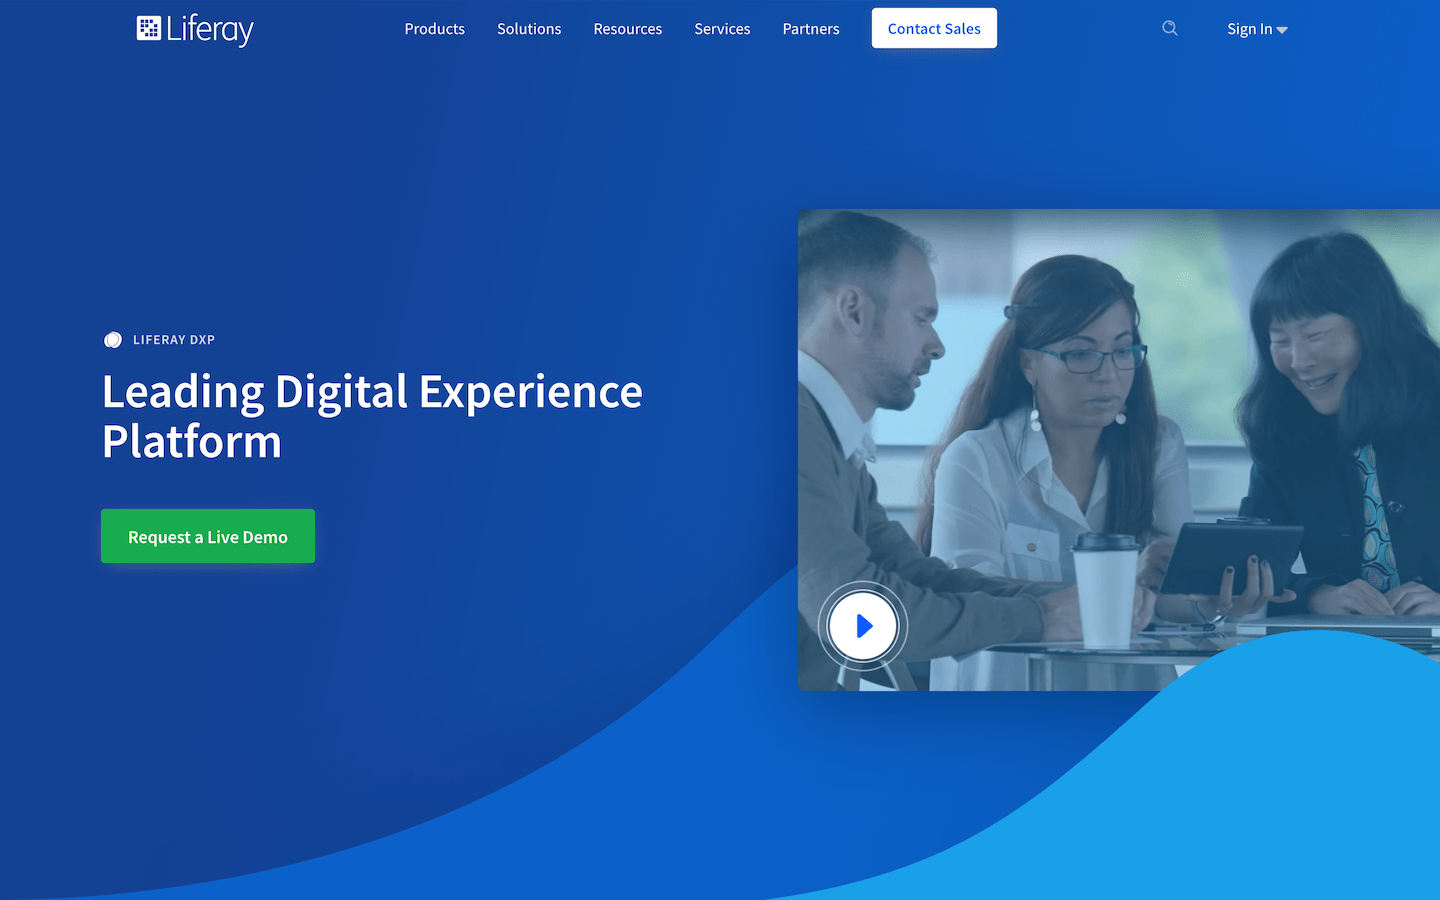 Liferay
Products Solutions Resources Services Partners Contact Sales Sign In
LIFERAY DXP
Leading Digital Experience
Platform
Request a Live Demo